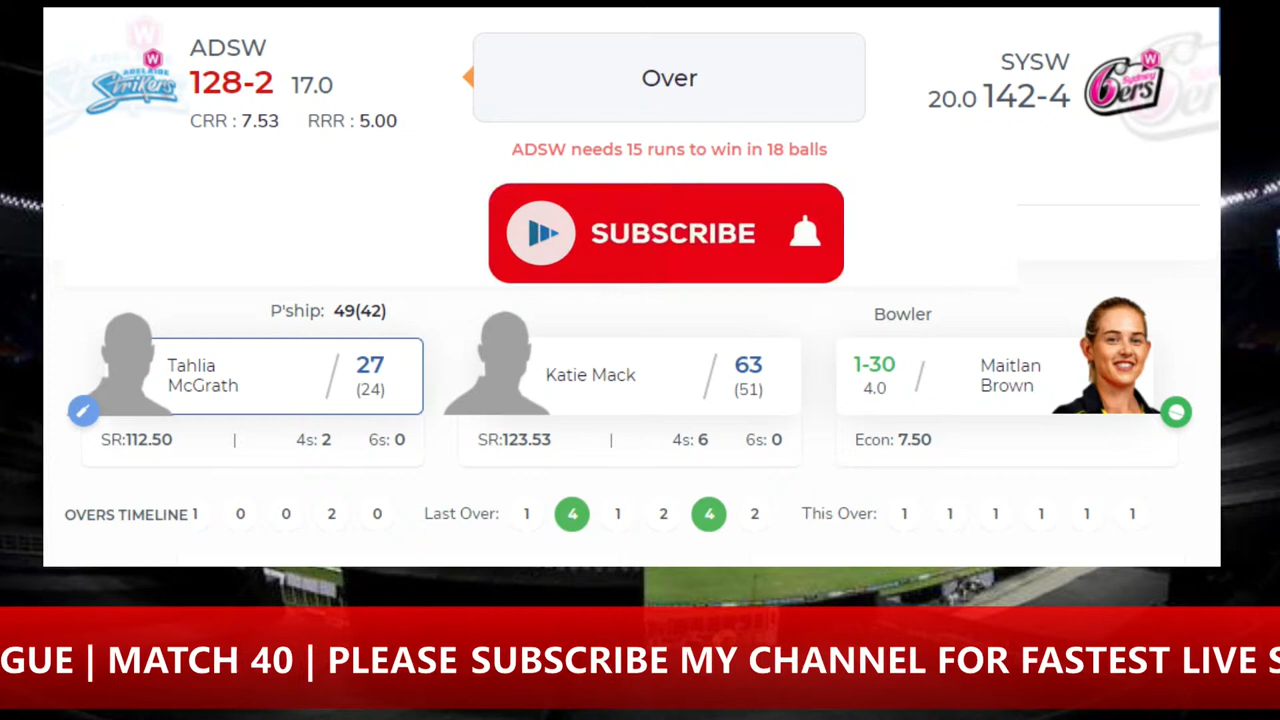 ADSW
128-2 17.0
CRR : 7.53 RRR : 5.00
W
ADELAIDE
Strikers
Over
ADSW needs 15 runs to win in 18 balls
SYSW
20.0 142-4
W
Sydney
6ers
SUBSCRIBE
P'ship: 49(42)
Bowler
Tahlia McGrath / 27 (24)
Katie Mack / 63 (51)
1-30 4.0 / Maitlan Brown
SR:112.50 | 4s: 2 6s: 0
SR:123.53 | 4s: 6 6s: 0
Econ: 7.50
OVERS TIMELINE 1 0 0 2 0 Last Over: 1 4 1 2 4 2 This Over: 1 1 1 1 1 1
GUE | MATCH 40 | PLEASE SUBSCRIBE MY CHANNEL FOR FASTEST LIVE S